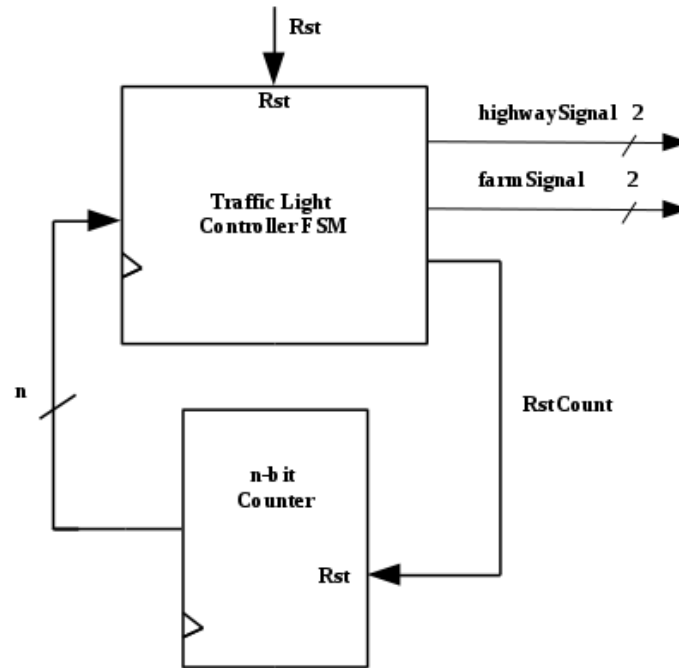 Rst
Rst
highwaySignal 2
farmSignal 2
Traffic Light
Controller FSM
n
RstCount
n-bit
Counter
Rst